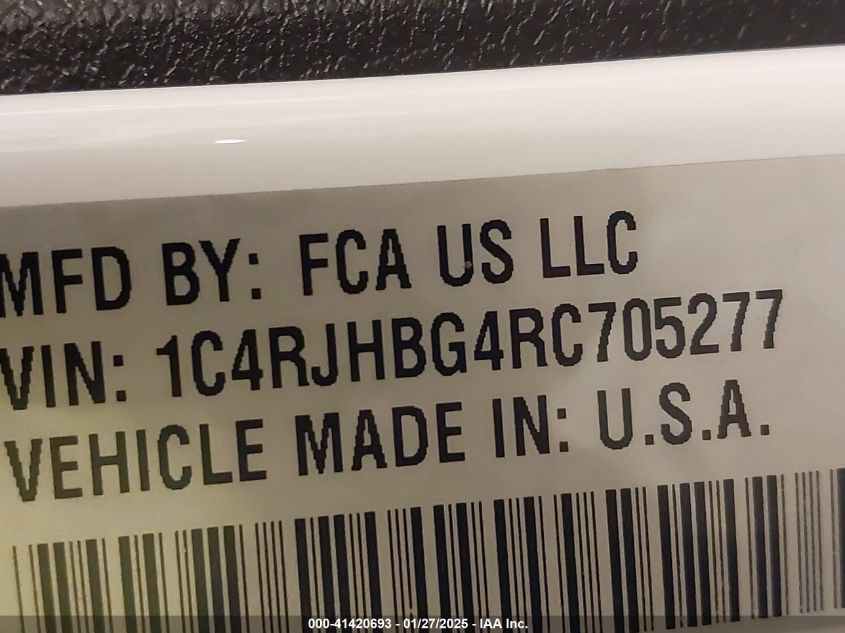 MFD BY: FCA US LLC
VIN: 1C4RJHBG4RC705277
VEHICLE MADE IN: U.S.A.
000-41420693 - 01/27/2025 - IAA Inc.